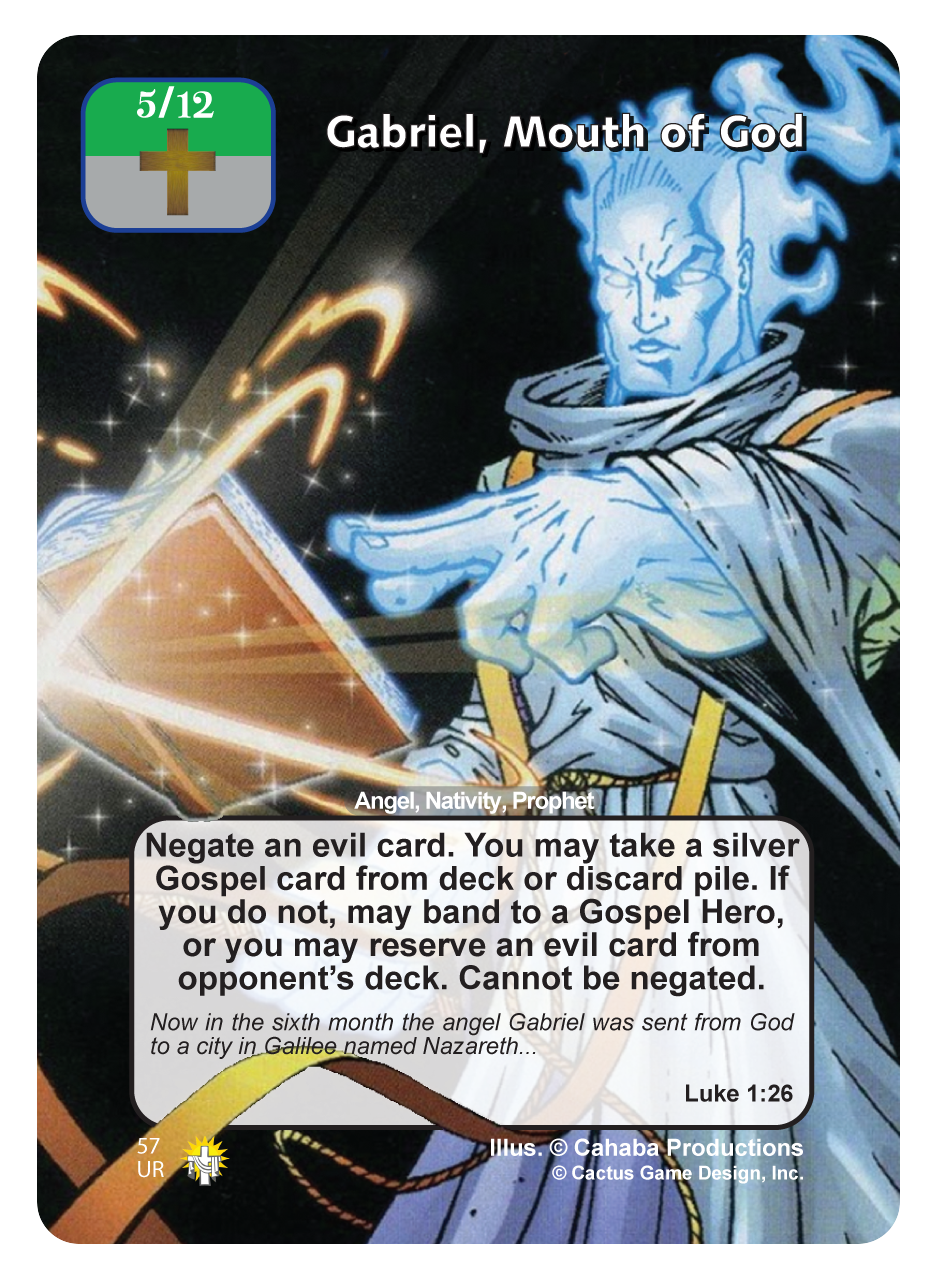 5/12
Gabriel, Mouth of God
Angel, Nativity, Prophet
Negate an evil card. You may take a silver
Gospel card from deck or discard pile. If
you do not, may band to a Gospel Hero,
or you may reserve an evil card from
opponent’s deck. Cannot be negated.
Now in the sixth month the angel Gabriel was sent from God
to a city in Galilee named Nazareth...
Luke 1:26
57
UR
Illus. © Cahaba Productions
© Cactus Game Design, Inc.